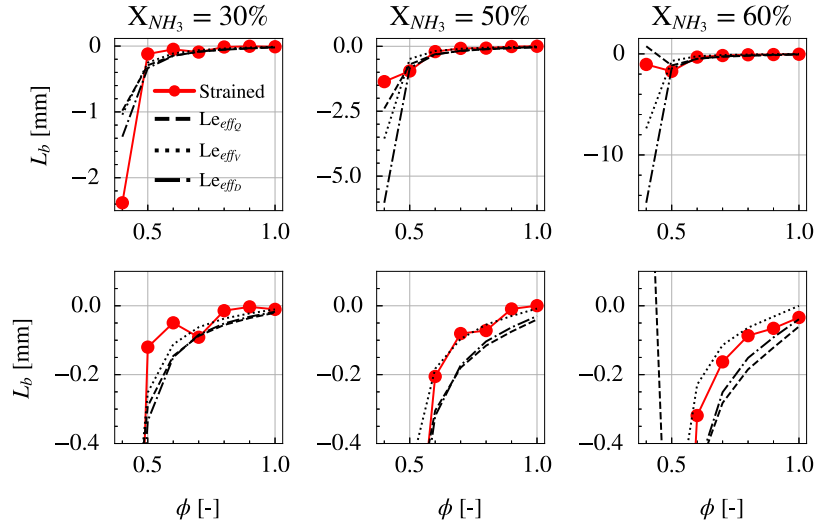 X_{NH_3} = 30%
X_{NH_3} = 50%
X_{NH_3} = 60%
L_b [mm]
0
−1
−2
0.5
1.0
Strained
Le_{eff_Q}
Le_{eff_V}
Le_{eff_D}
0.0
−2.5
−5.0
0.5
1.0
0
−10
0.5
1.0
L_b [mm]
0.0
−0.2
−0.4
0.5
1.0
ϕ [-]
0.0
−0.2
−0.4
0.5
1.0
ϕ [-]
0.0
−0.2
−0.4
0.5
1.0
ϕ [-]